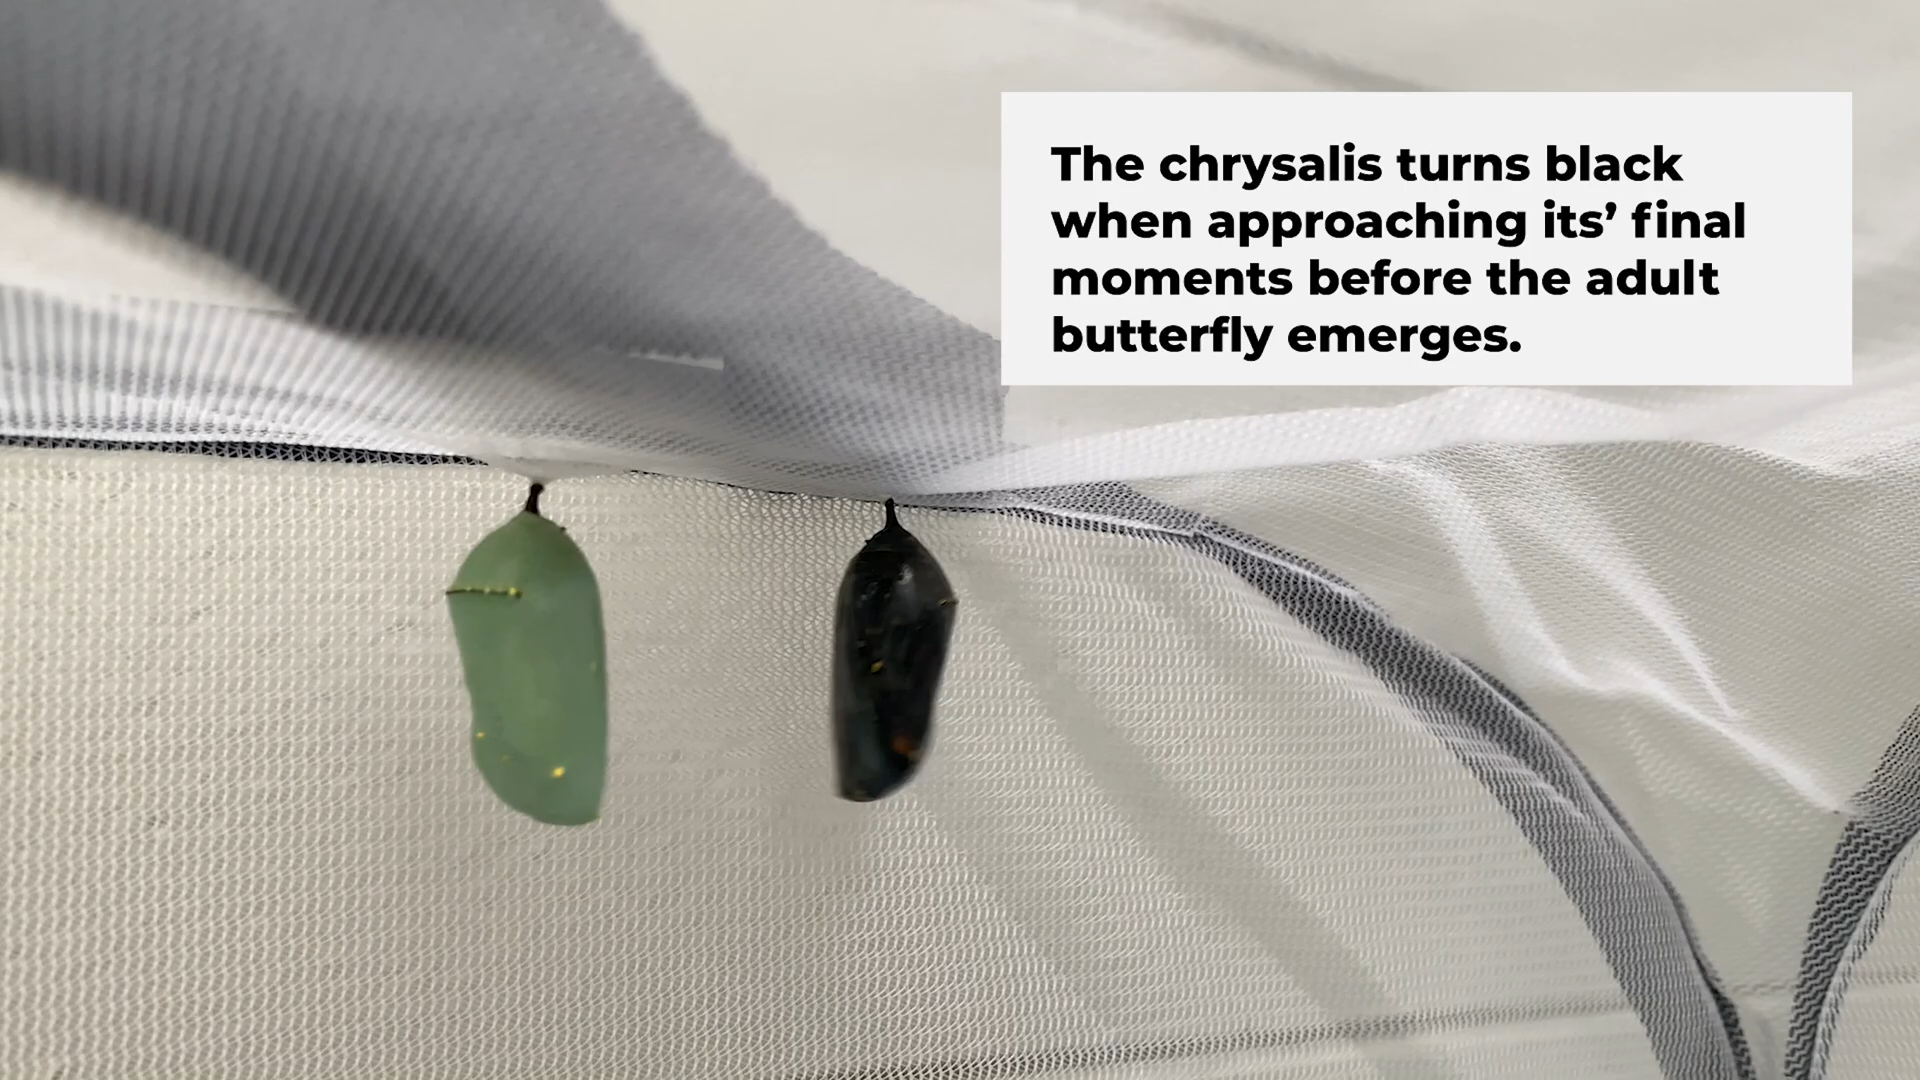 The chrysalis turns black
when approaching its’ final
moments before the adult
butterfly emerges.